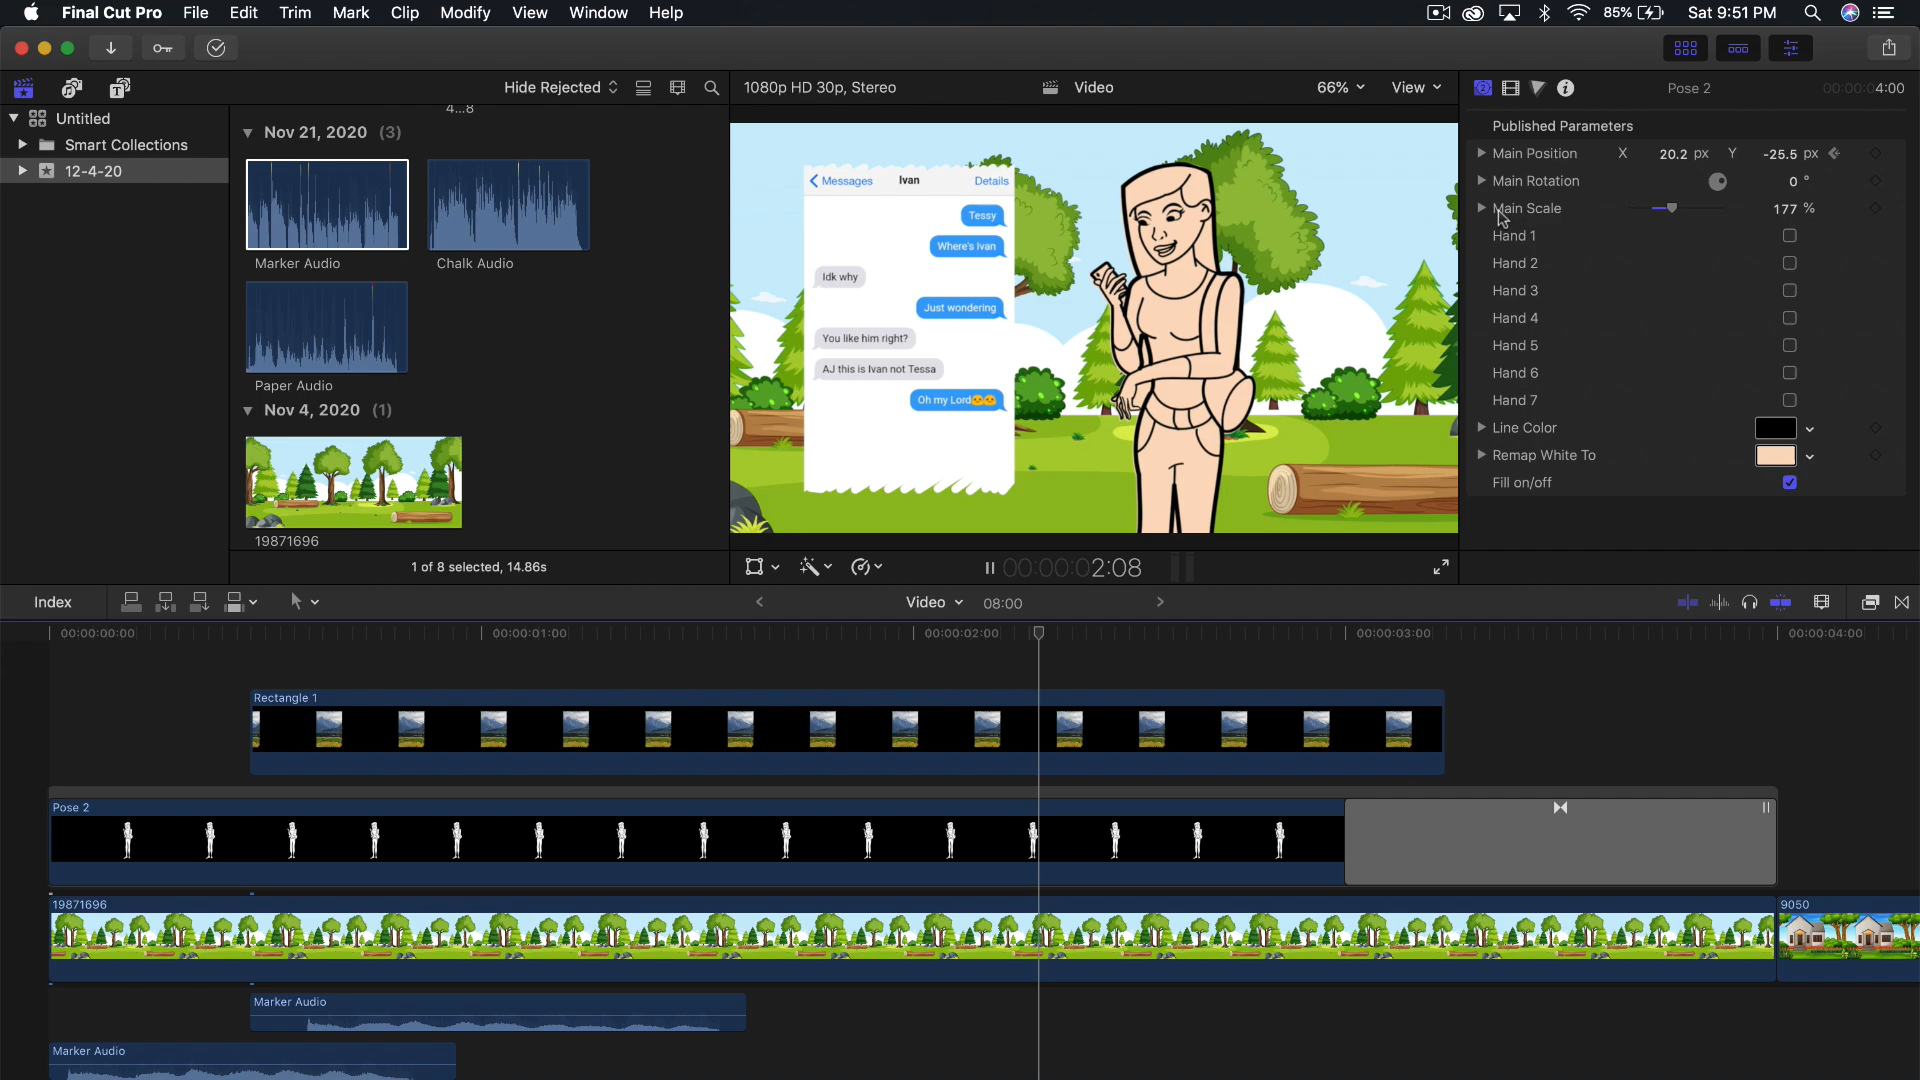 Final Cut Pro File Edit Trim Mark Clip Modify View Window Help 85% Sat 9:51 PM
Hide Rejected 1080p HD 30p, Stereo Video 66% View Pose 2 00:00:04:00
Untitled
Smart Collections
12-4-20
4...8
Nov 21, 2020 (3)
Marker Audio Chalk Audio
Paper Audio
Nov 4, 2020 (1)
19871696
1 of 8 selected, 14.86s
Messages Ivan Details
Tessy
Where's Ivan
Idk why
Just wondering
You like him right?
AJ this is Ivan not Tessa
Oh my Lord😳😳
00:00:02:08
Published Parameters
Main Position X 20.2 px Y -25.5 px
Main Rotation 0 °
Main Scale 177 %
Hand 1
Hand 2
Hand 3
Hand 4
Hand 5
Hand 6
Hand 7
Line Color
Remap White To
Fill on/off
Index Video 08:00
00:00:00:00 00:00:01:00 00:00:02:00 00:00:03:00 00:00:04:00
Rectangle 1
Pose 2
19871696 9050
Marker Audio
Marker Audio